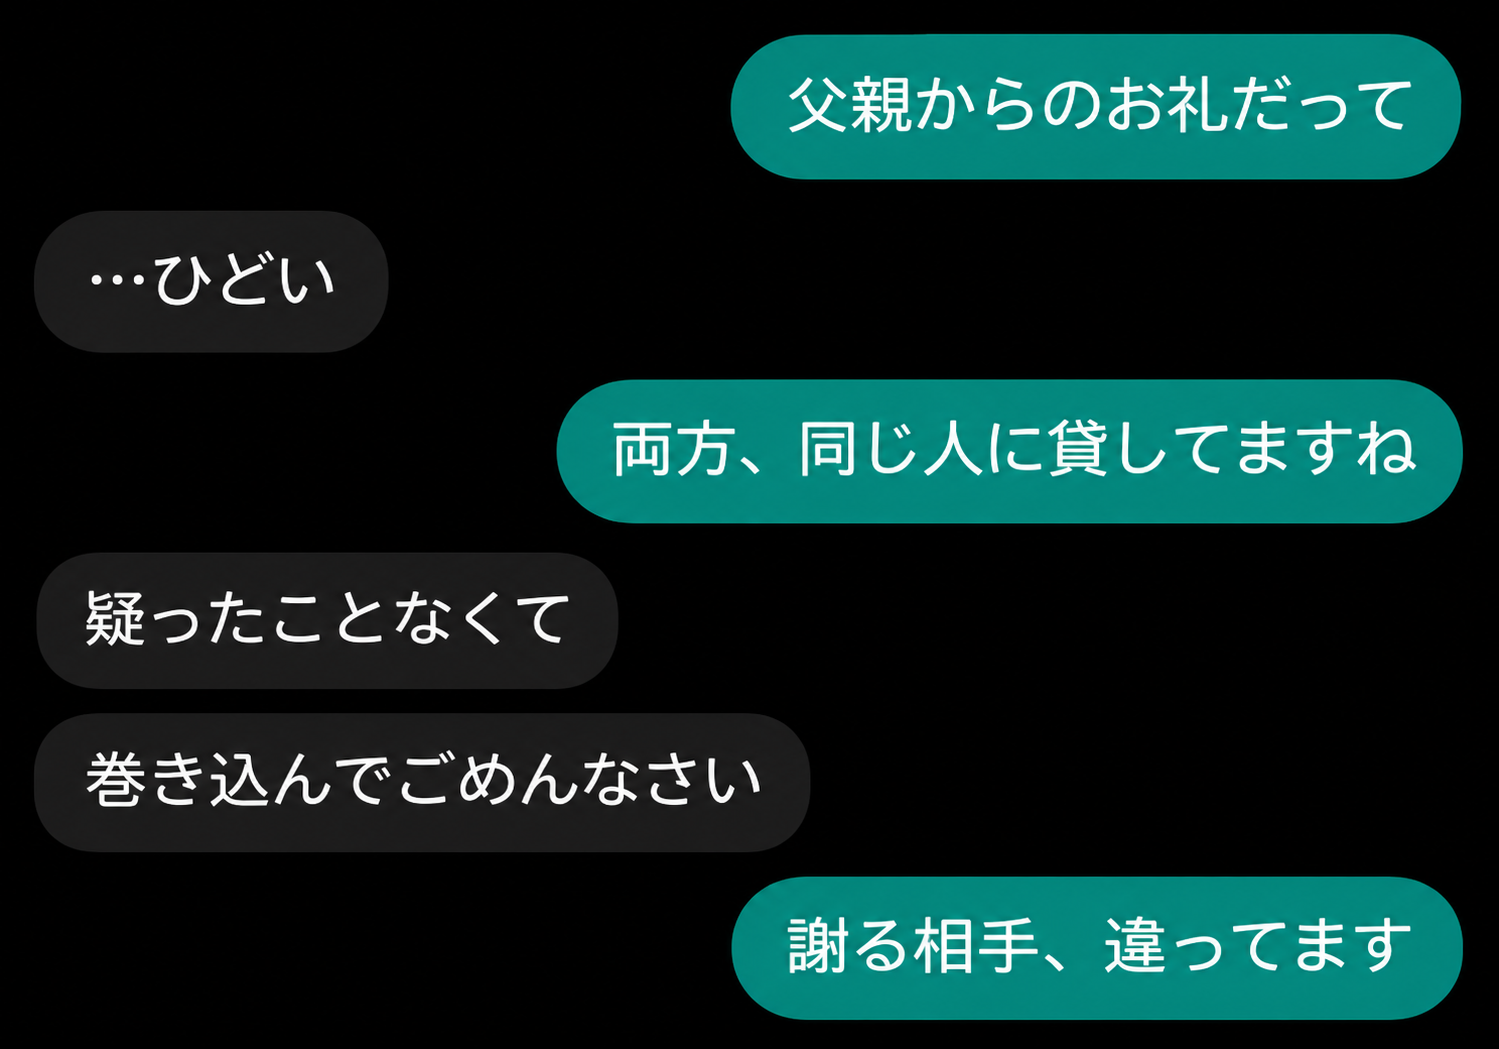 父親からのお礼だって
…ひどい
両方、同じ人に貸してますね
疑ったことなくて
巻き込んでごめんなさい
謝る相手、違ってます